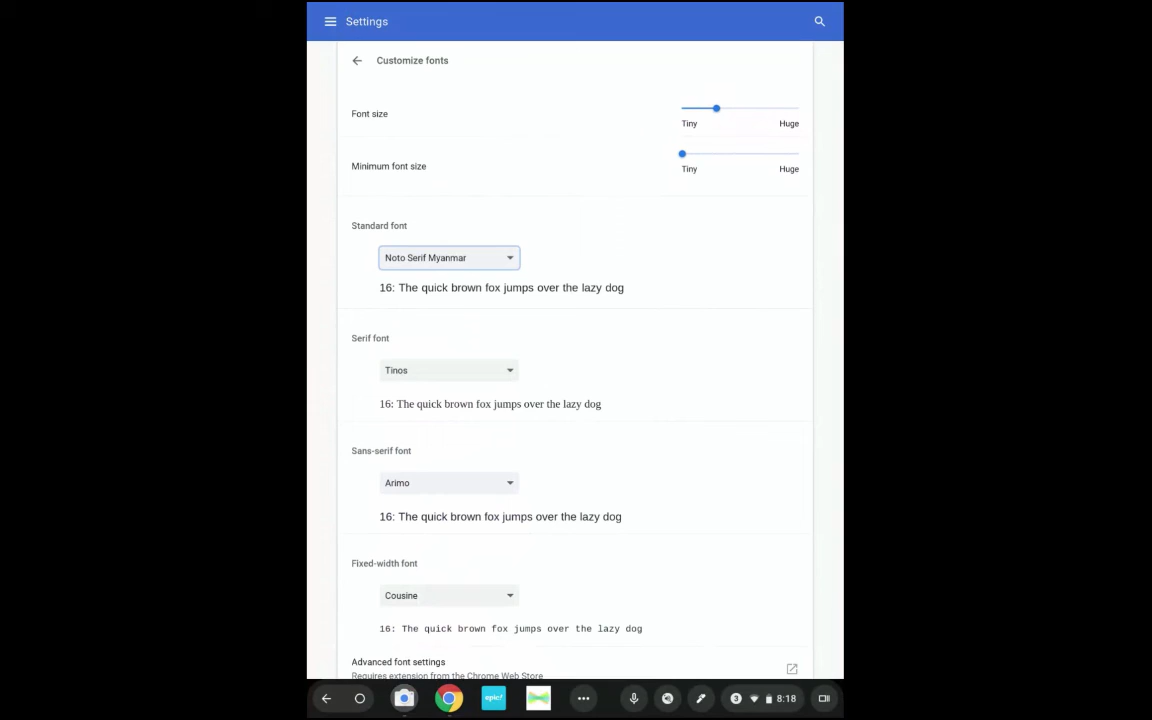 Settings
Customize fonts
Font size
Tiny Huge
Minimum font size
Tiny Huge
Standard font
Noto Serif Myanmar
16: The quick brown fox jumps over the lazy dog
Serif font
Tinos
16: The quick brown fox jumps over the lazy dog
Sans-serif font
Arimo
16: The quick brown fox jumps over the lazy dog
Fixed-width font
Cousine
16: The quick brown fox jumps over the lazy dog
Advanced font settings
Requires extension from the Chrome Web Store
epic! 3 8:18